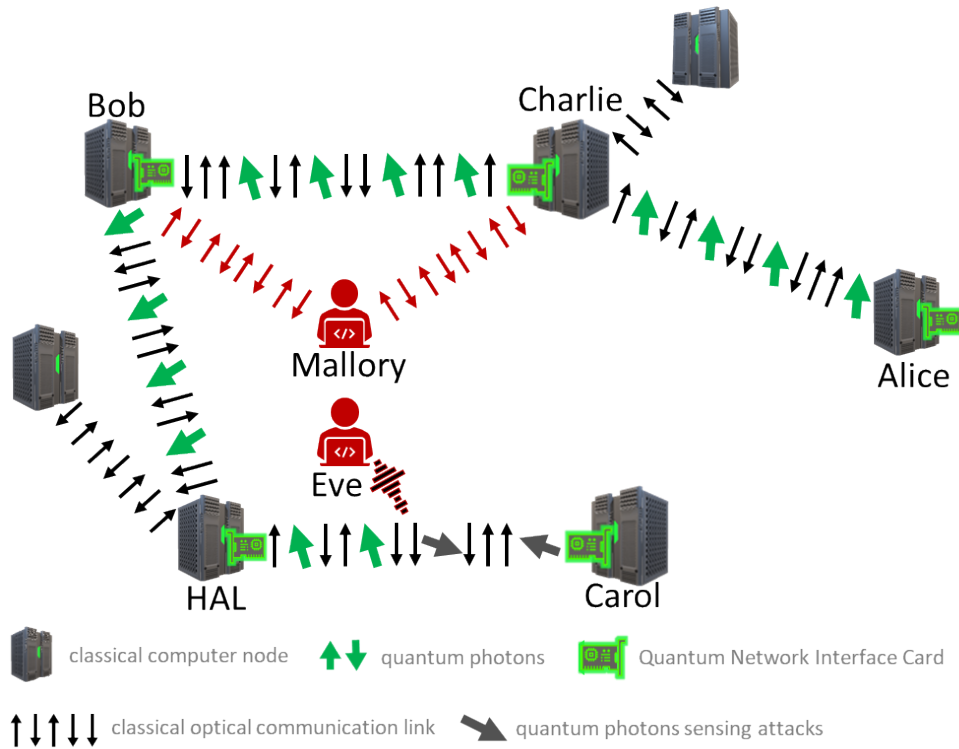 Bob
Charlie
Mallory
Alice
Eve
HAL
Carol
classical computer node
quantum photons
Quantum Network Interface Card
classical optical communication link
quantum photons sensing attacks